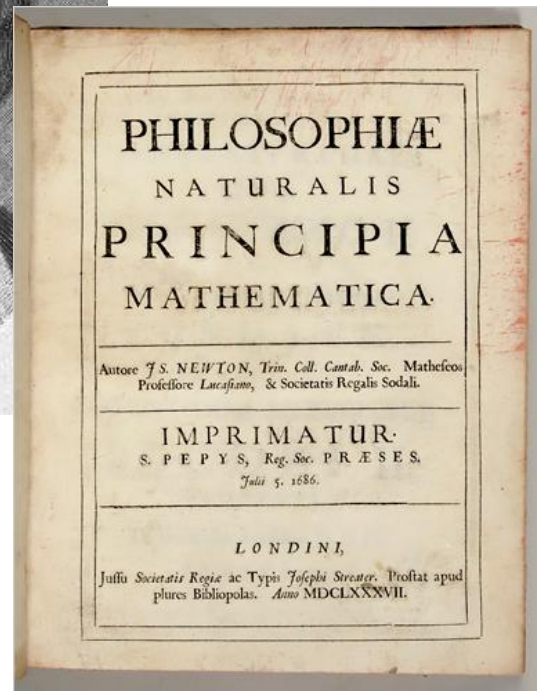 PHILOSOPHIÆ
NATURALIS
PRINCIPIA
MATHEMATICA.
Autore JS. NEWTON, Trin. Coll. Cantab. Soc. Matheseos
Professore Lucasiano, & Societatis Regalis Sodali.
IMPRIMATUR.
S. PEPYS, Reg. Soc. PRÆSES.
Julii 5. 1686.
LONDINI,
Jussu Societatis Regiæ ac Typis Josephi Streater. Prostat apud
plures Bibliopolas. Anno MDCLXXXVII.